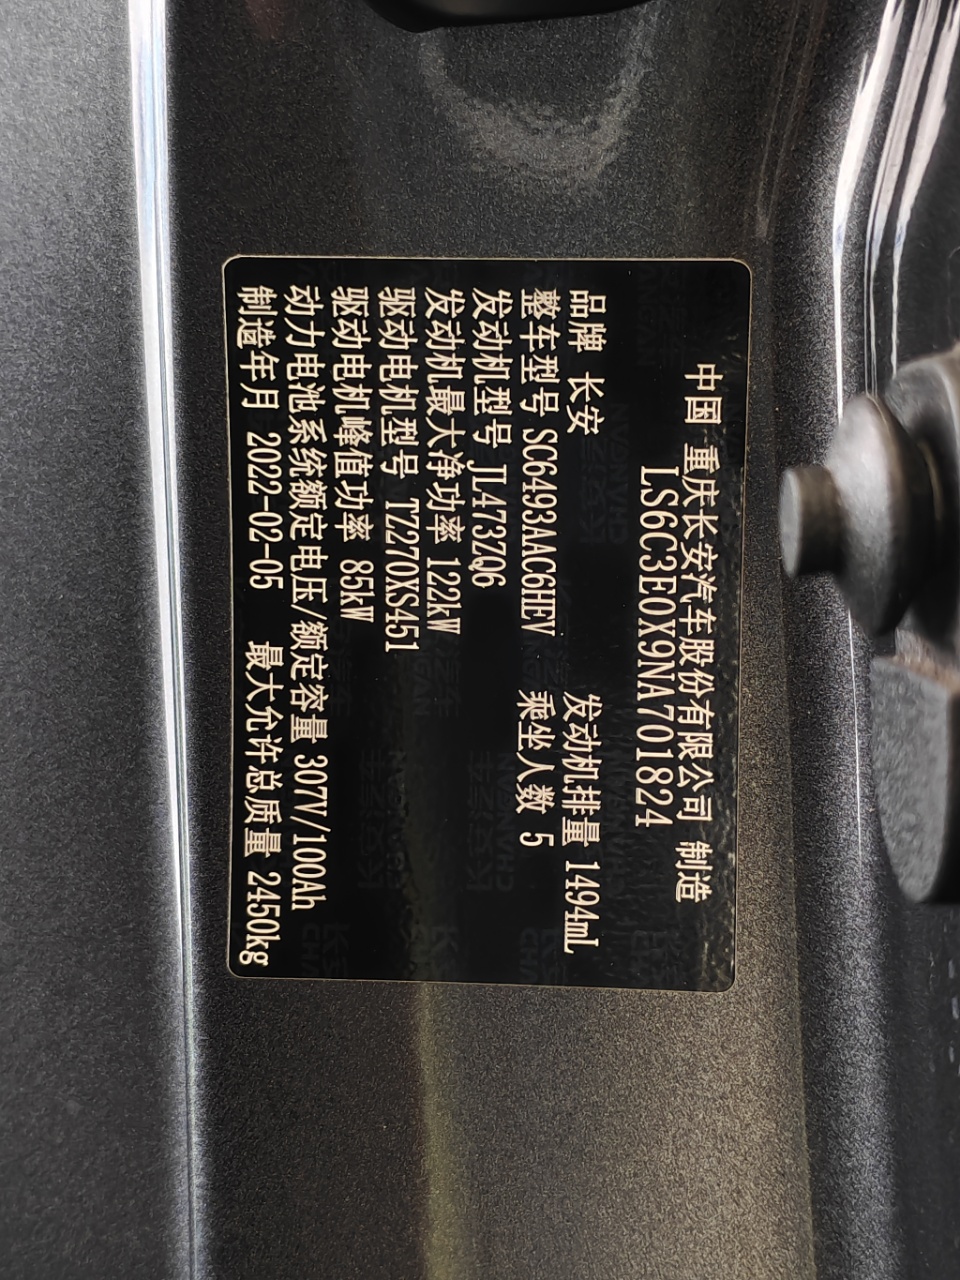 中国 重庆长安汽车股份有限公司 制造
LS6C3E0X9NA701824
品牌 长安 发动机排量 1494mL
整车型号 SC6493AAC6HEV 乘坐人数 5
发动机型号 JL473ZQ6
发动机最大净功率 122kW
驱动电机型号 TZ270XS451
驱动电机峰值功率 85kW
动力电池系统额定电压/额定容量 307V/100Ah
制造年月 2022-02-05 最大允许总质量 2450kg